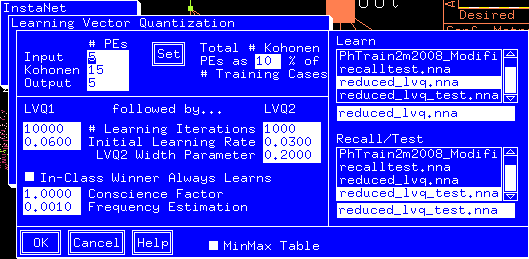 InstaNet
Learning Vector Quantization
# PEs
Input 5
Kohonen 15
Output 5
Set
Total # Kohonen
PEs as 10 % of
# Training Cases
LVQ1 followed by... LVQ2
10000 # Learning Iterations 1000
0.0600 Initial Learning Rate 0.0300
LVQ2 Width Parameter 0.2000
In-Class Winner Always Learns
1.0000 Conscience Factor
0.0010 Frequency Estimation
OK Cancel Help
MinMax Table
Learn
PhTrain2m2008_Modifi
recalltest.nna
reduced_lvq.nna
reduced_lvq_test.nna
reduced_lvq.nna
Recall/Test
PhTrain2m2008_Modifi
recalltest.nna
reduced_lvq.nna
reduced_lvq_test.nna
reduced_lvq_test.nna
Desired